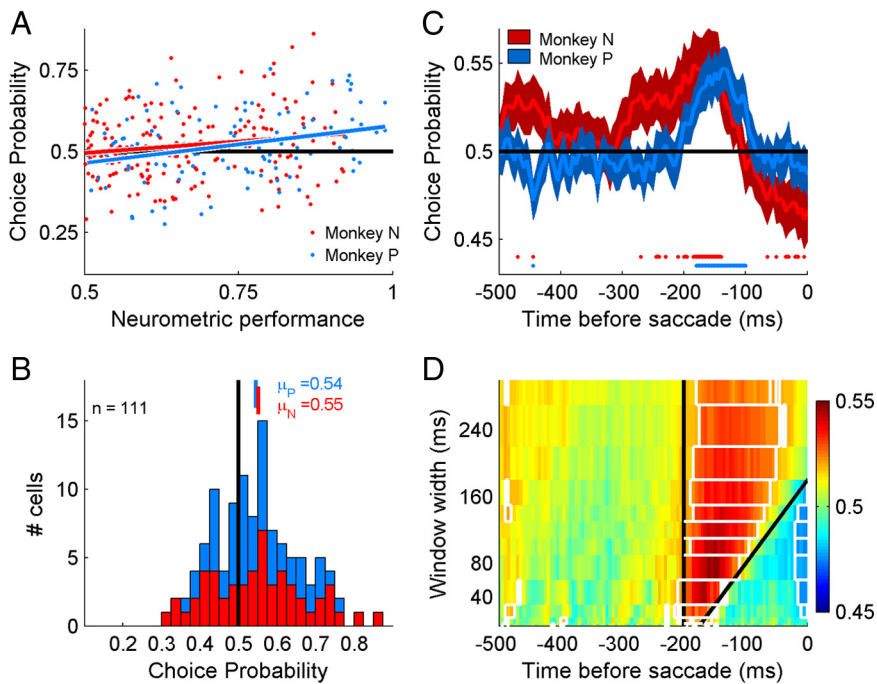 A
Choice Probability
0.75
0.5
0.25
Monkey N
Monkey P
0.5
0.75
1
Neurometric performance
C
Monkey N
Monkey P
Choice Probability
0.55
0.5
0.45
-500
-400
-300
-200
-100
0
Time before saccade (ms)
B
n = 111
μP =0.54
μN =0.55
# cells
15
10
5
0
0.2
0.3
0.4
0.5
0.6
0.7
0.8
Choice Probability
D
Window width (ms)
240
200
160
120
80
40
-500
-400
-300
-200
-100
0
Time before saccade (ms)
0.55
0.5
0.45